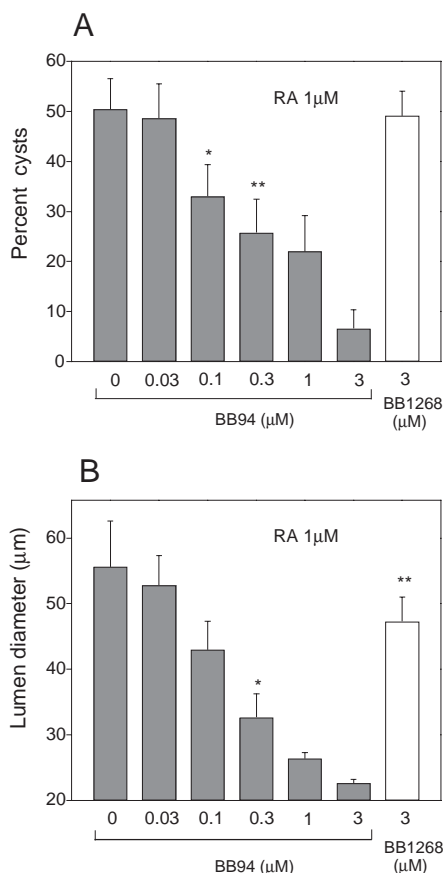 A
60
50
40
30
20
10
0
Percent cysts
RA 1μM
*
**
0 0.03 0.1 0.3 1 3 3
BB94 (μM)
BB1268
(μM)
B
60
50
40
30
20
Lumen diameter (μm)
RA 1μM
*
**
0 0.03 0.1 0.3 1 3 3
BB94 (μM)
BB1268
(μM)